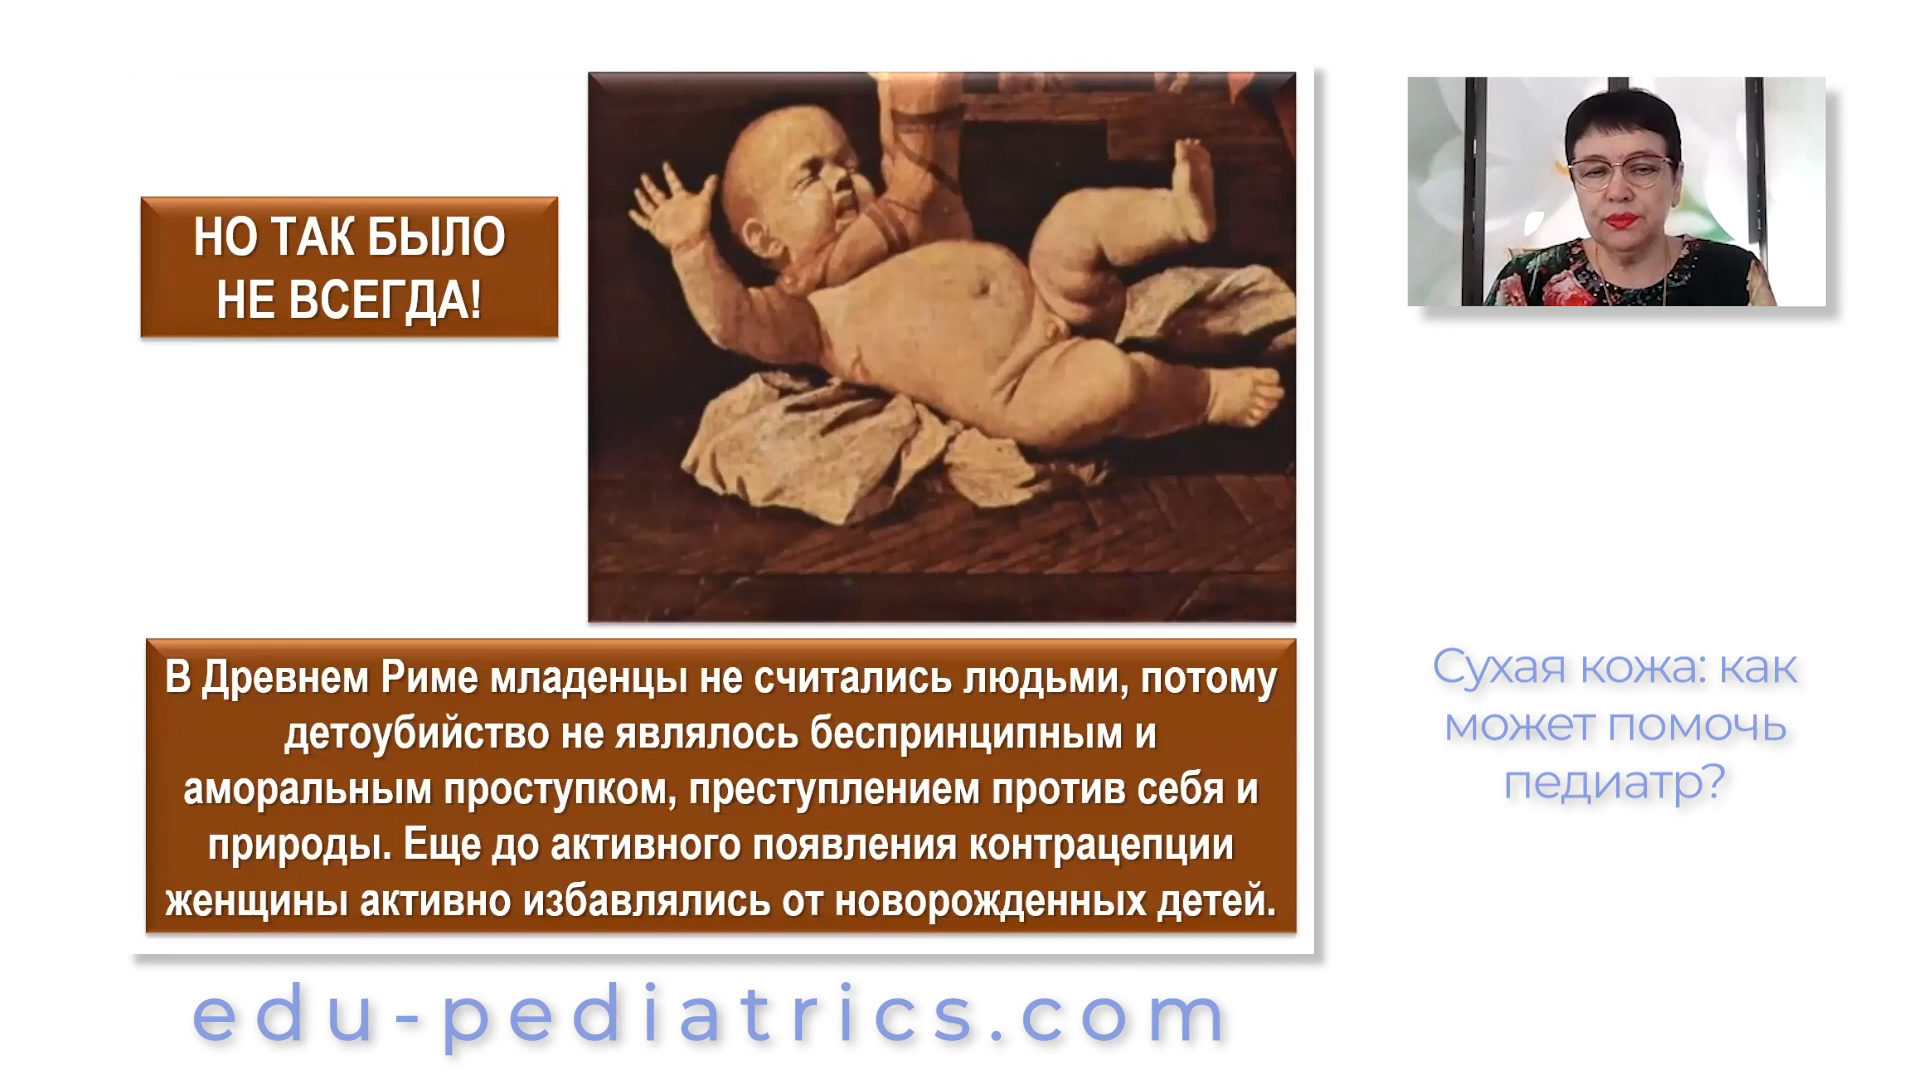 НО ТАК БЫЛО
НЕ ВСЕГДА!
В Древнем Риме младенцы не считались людьми, потому
детоубийство не являлось беспринципным и
аморальным проступком, преступлением против себя и
природы. Еще до активного появления контрацепции
женщины активно избавлялись от новорожденных детей.
Сухая кожа: как
может помочь
педиатр?
edu-pediatrics.com